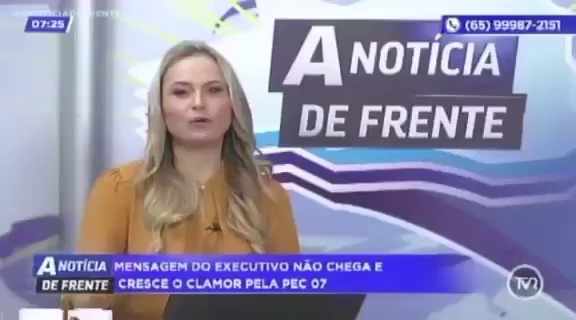 #ANOTICIADEFRENTE
07:25
(65) 99987-2151
A NOTÍCIA
DE FRENTE
A NOTÍCIA
DE FRENTE
MENSAGEM DO EXECUTIVO NÃO CHEGA E
CRESCE O CLAMOR PELA PEC 07